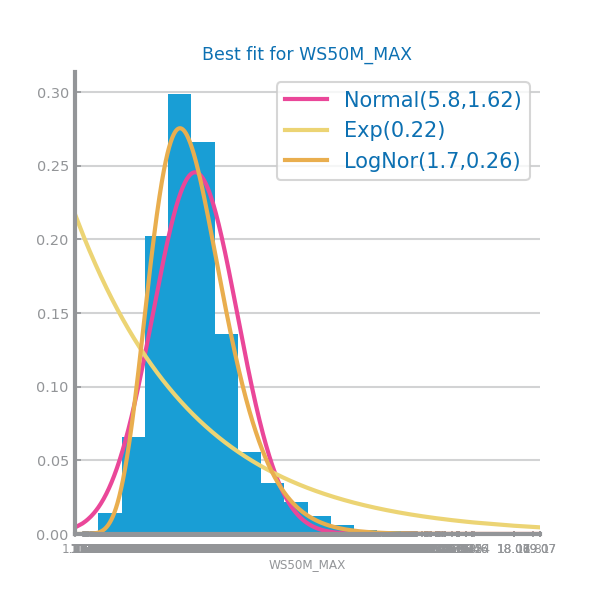 Best fit for WS50M_MAX
0.30
0.25
0.20
0.15
0.10
0.05
0.00
Normal(5.8,1.62)
Exp(0.22)
LogNor(1.7,0.26)
WS50M_MAX